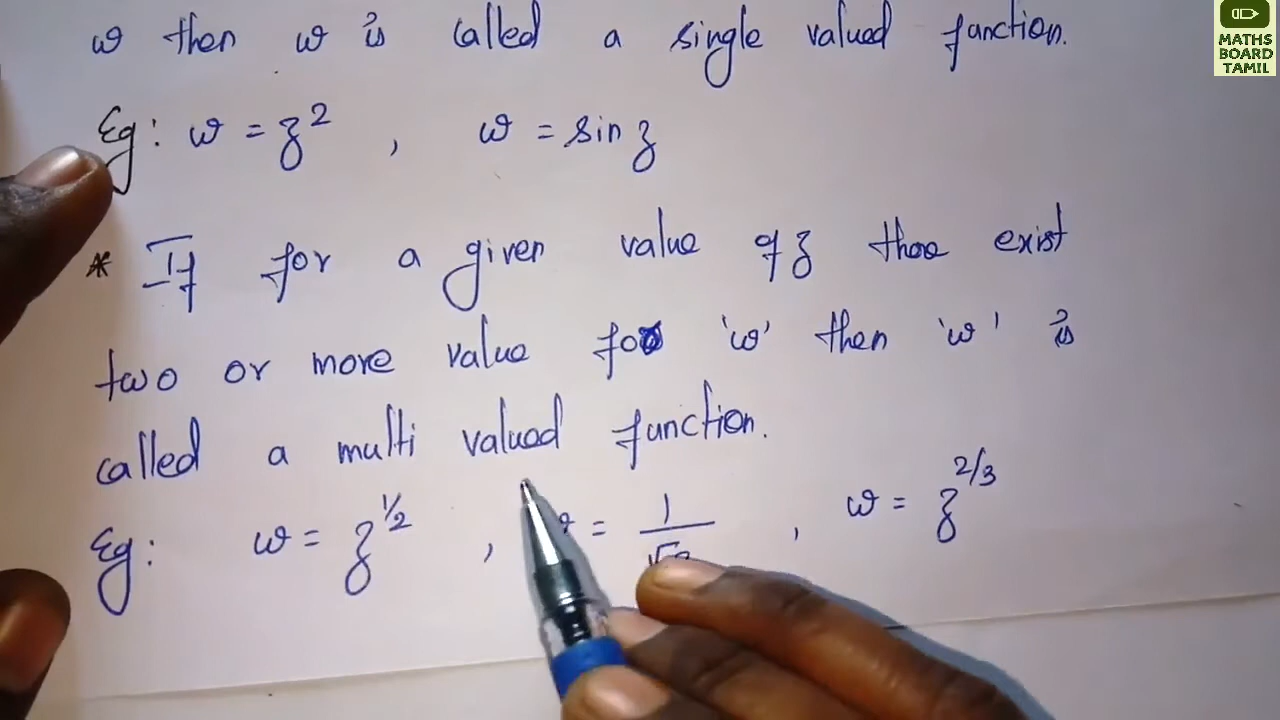 w then w is called a single valued function.
Eg: w = z², w = sin z
* If for a given value of z there exist
two or more value for 'w' then 'w' is
called a multi valued function.
Eg: w = z^1/2, = 1/√, w = z^2/3
MATHS
BOARD
TAMIL